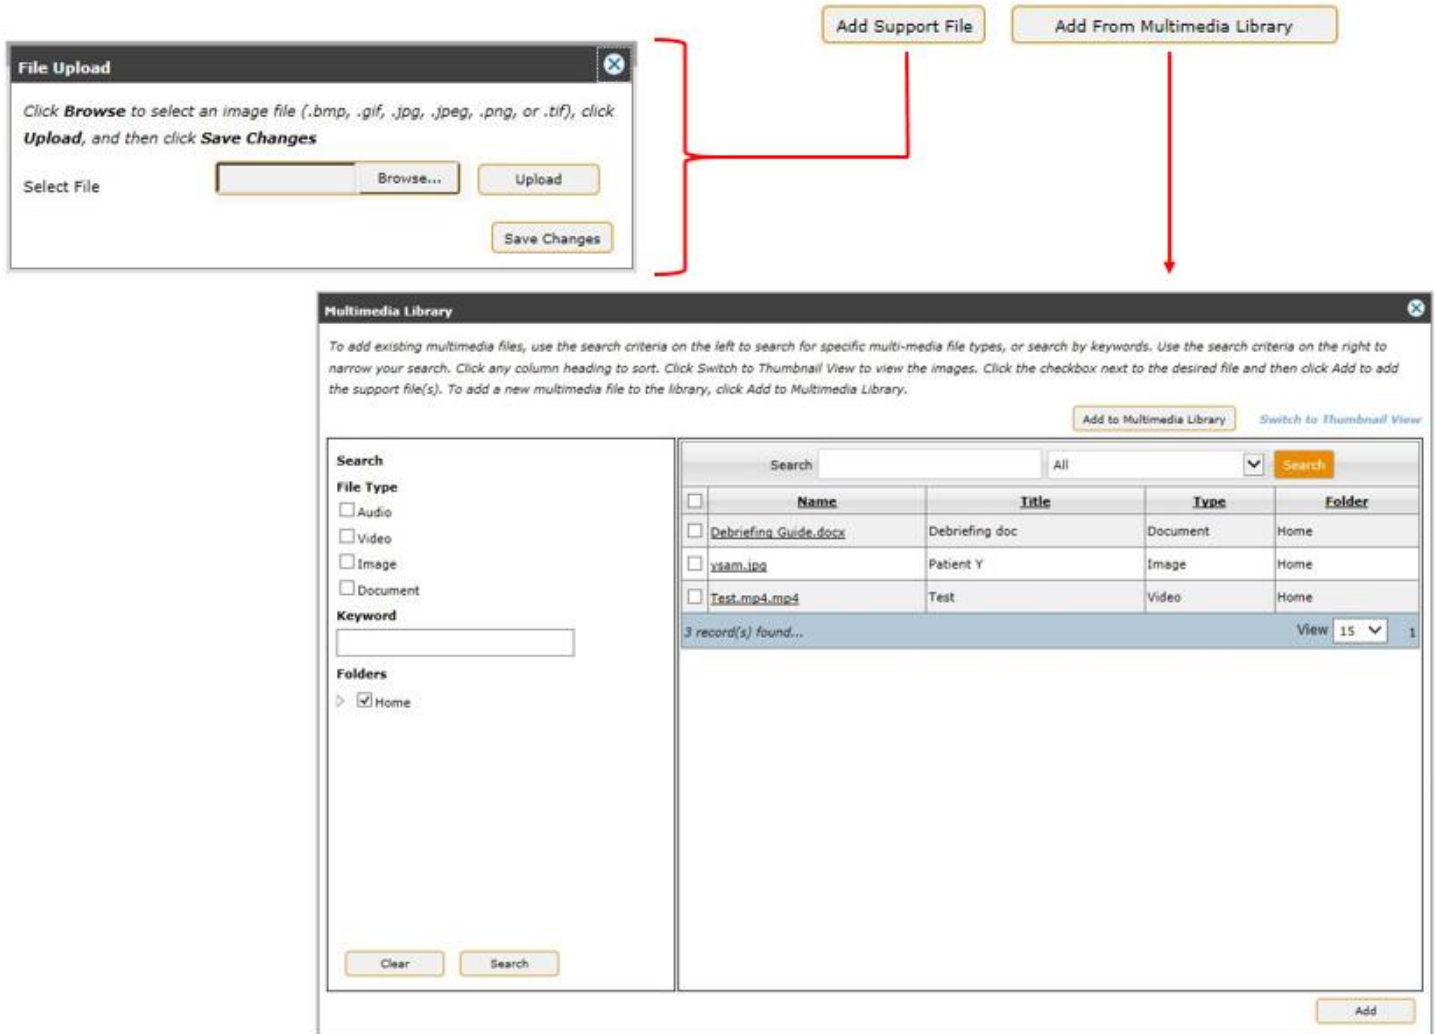 Add Support File
Add From Multimedia Library
File Upload
Click Browse to select an image file (.bmp, .gif, .jpg, .jpeg, .png, or .tif), click
Upload, and then click Save Changes
Select File
Browse...
Upload
Save Changes
Multimedia Library
To add existing multimedia files, use the search criteria on the left to search for specific multi-media file types, or search by keywords. Use the search criteria on the right to
narrow your search. Click any column heading to sort. Click Switch to Thumbnail View to view the images. Click the checkbox next to the desired file and then click Add to add
the support file(s). To add a new multimedia file to the library, click Add to Multimedia Library.
Add to Multimedia Library
Switch to Thumbnail View
Search
File Type
Audio
Video
Image
Document
Keyword
Folders
Home
Clear
Search
Search
All
Search
Name Title Type Folder
Debriefing Guide.docx Debriefing doc Document Home
ysam.jpg Patient Y Image Home
Test.mp4.mp4 Test Video Home
3 record(s) found...
View 15
1
Add